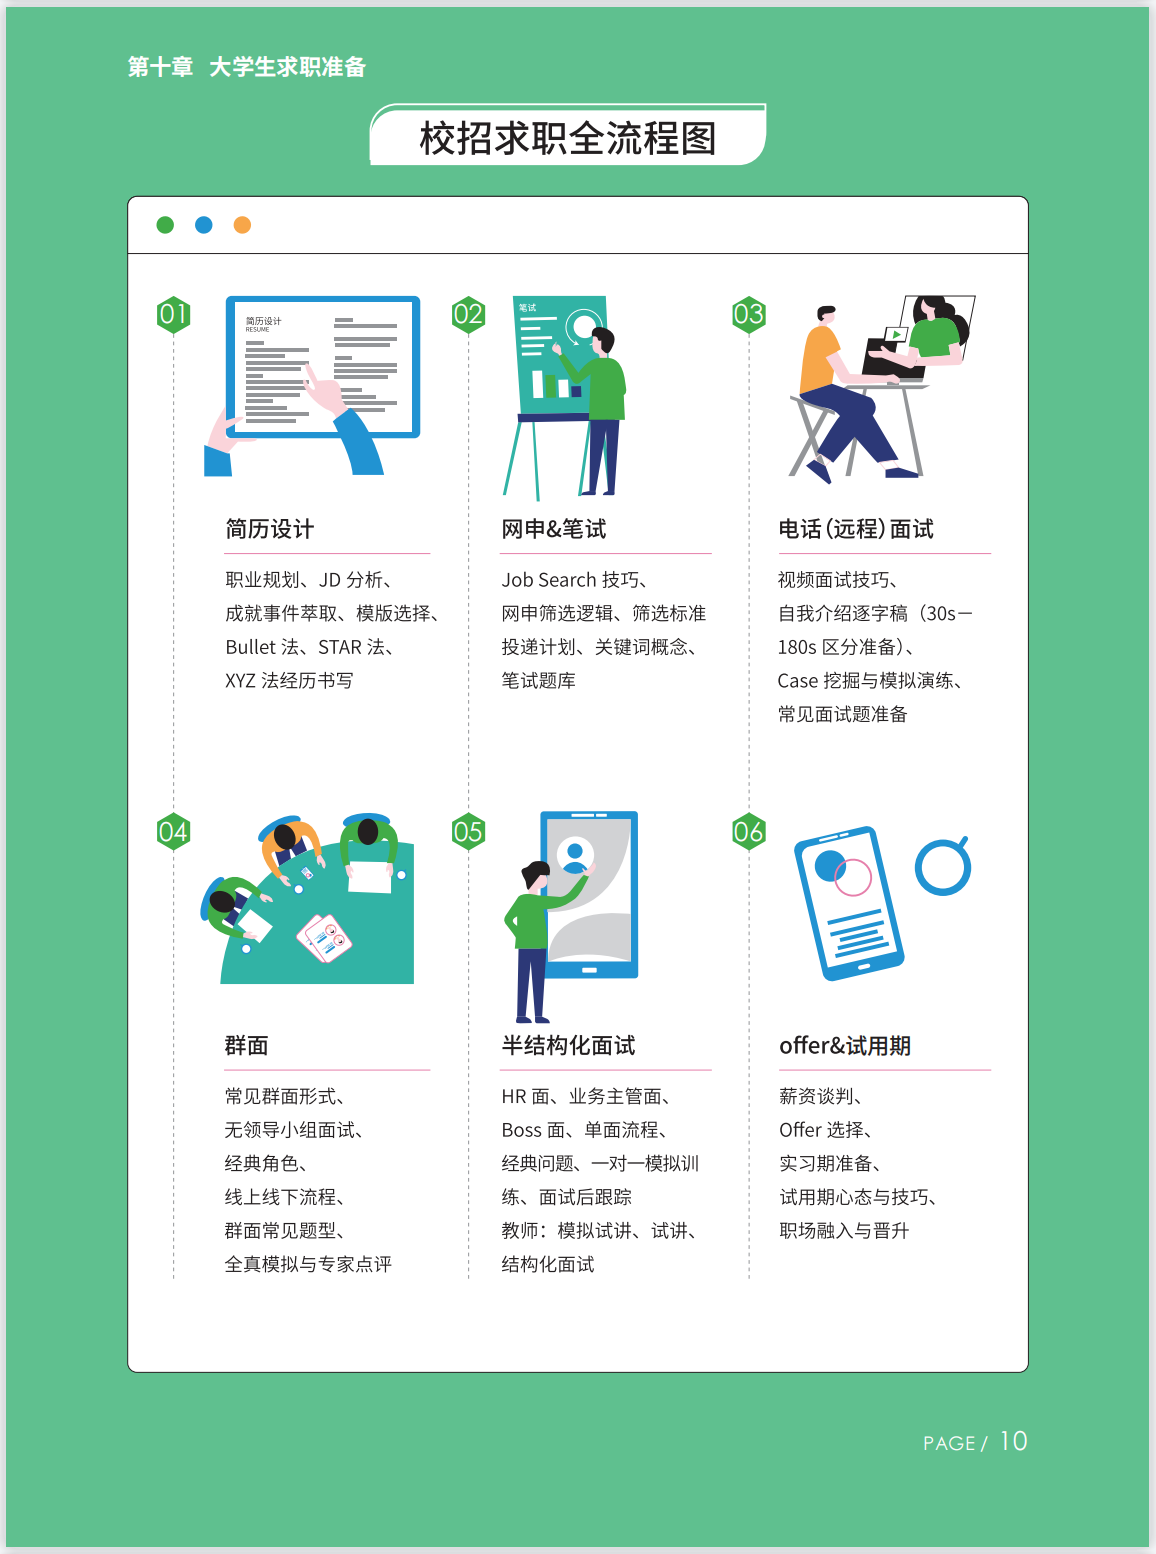 第十章 大学生求职准备
校招求职全流程图
01
简历设计
RESUME
简历设计
职业规划、JD 分析、
成就事件萃取、模版选择、
Bullet 法、STAR 法、
XYZ 法经历书写
02
笔试
网申&笔试
Job Search 技巧、
网申筛选逻辑、筛选标准
投递计划、关键词概念、
笔试题库
03
电话（远程）面试
视频面试技巧、
自我介绍逐字稿（30s—
180s 区分准备）、
Case 挖掘与模拟演练、
常见面试题准备
04
群面
常见群面形式、
无领导小组面试、
经典角色、
线上线下流程、
群面常见题型、
全真模拟与专家点评
05
半结构化面试
HR 面、业务主管面、
Boss 面、单面流程、
经典问题、一对一模拟训
练、面试后跟踪
教师：模拟试讲、试讲、
结构化面试
06
offer&试用期
薪资谈判、
Offer 选择、
实习期准备、
试用期心态与技巧、
职场融入与晋升
PAGE / 10